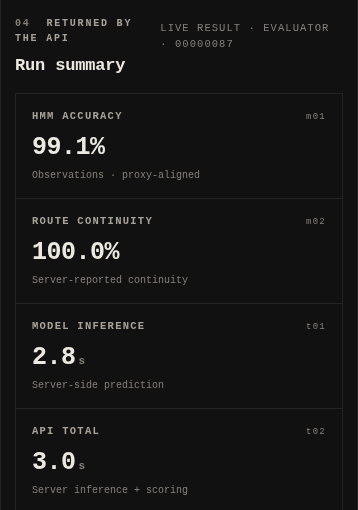 04 RETURNED BY
THE API
LIVE RESULT · EVALUATOR
· 00000087
Run summary
HMM ACCURACY m01
99.1%
Observations · proxy-aligned
ROUTE CONTINUITY m02
100.0%
Server-reported continuity
MODEL INFERENCE t01
2.8s
Server-side prediction
API TOTAL t02
3.0s
Server inference + scoring